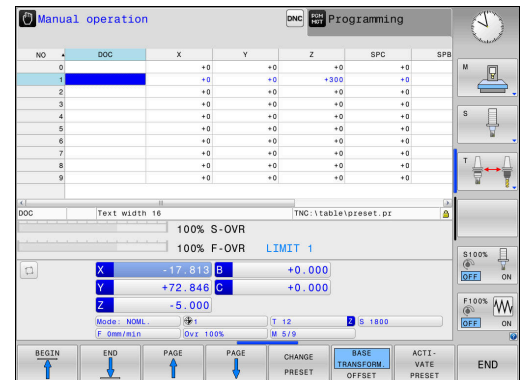 Manual operation
DNC
PGM MGT Programming
NO DOC X Y Z SPC SPB
0 +0 +0 +0 +0
1 +0 +0 +300 +0
2 +0 +0 +0 +0
3 +0 +0 +0 +0
4 +0 +0 +0 +0
5 +0 +0 +0 +0
6 +0 +0 +0 +0
7 +0 +0 +0 +0
8 +0 +0 +0 +0
9 +0 +0 +0 +0
DOC Text width 16 TNC:\table\preset.pr
100% S-OVR
100% F-OVR LIMIT 1
X -17.813 B +0.000
Y +72.846 C +0.000
Z -5.000
Mode: NOML. 1 T 12 Z S 1800
F 0mm/min Ovr 100% M 5/9
M
S
T
S100%
OFF ON
F100%
OFF ON
BEGIN
END
PAGE
PAGE
CHANGE
PRESET
BASE
TRANSFORM.
OFFSET
ACTI-
VATE
PRESET
END